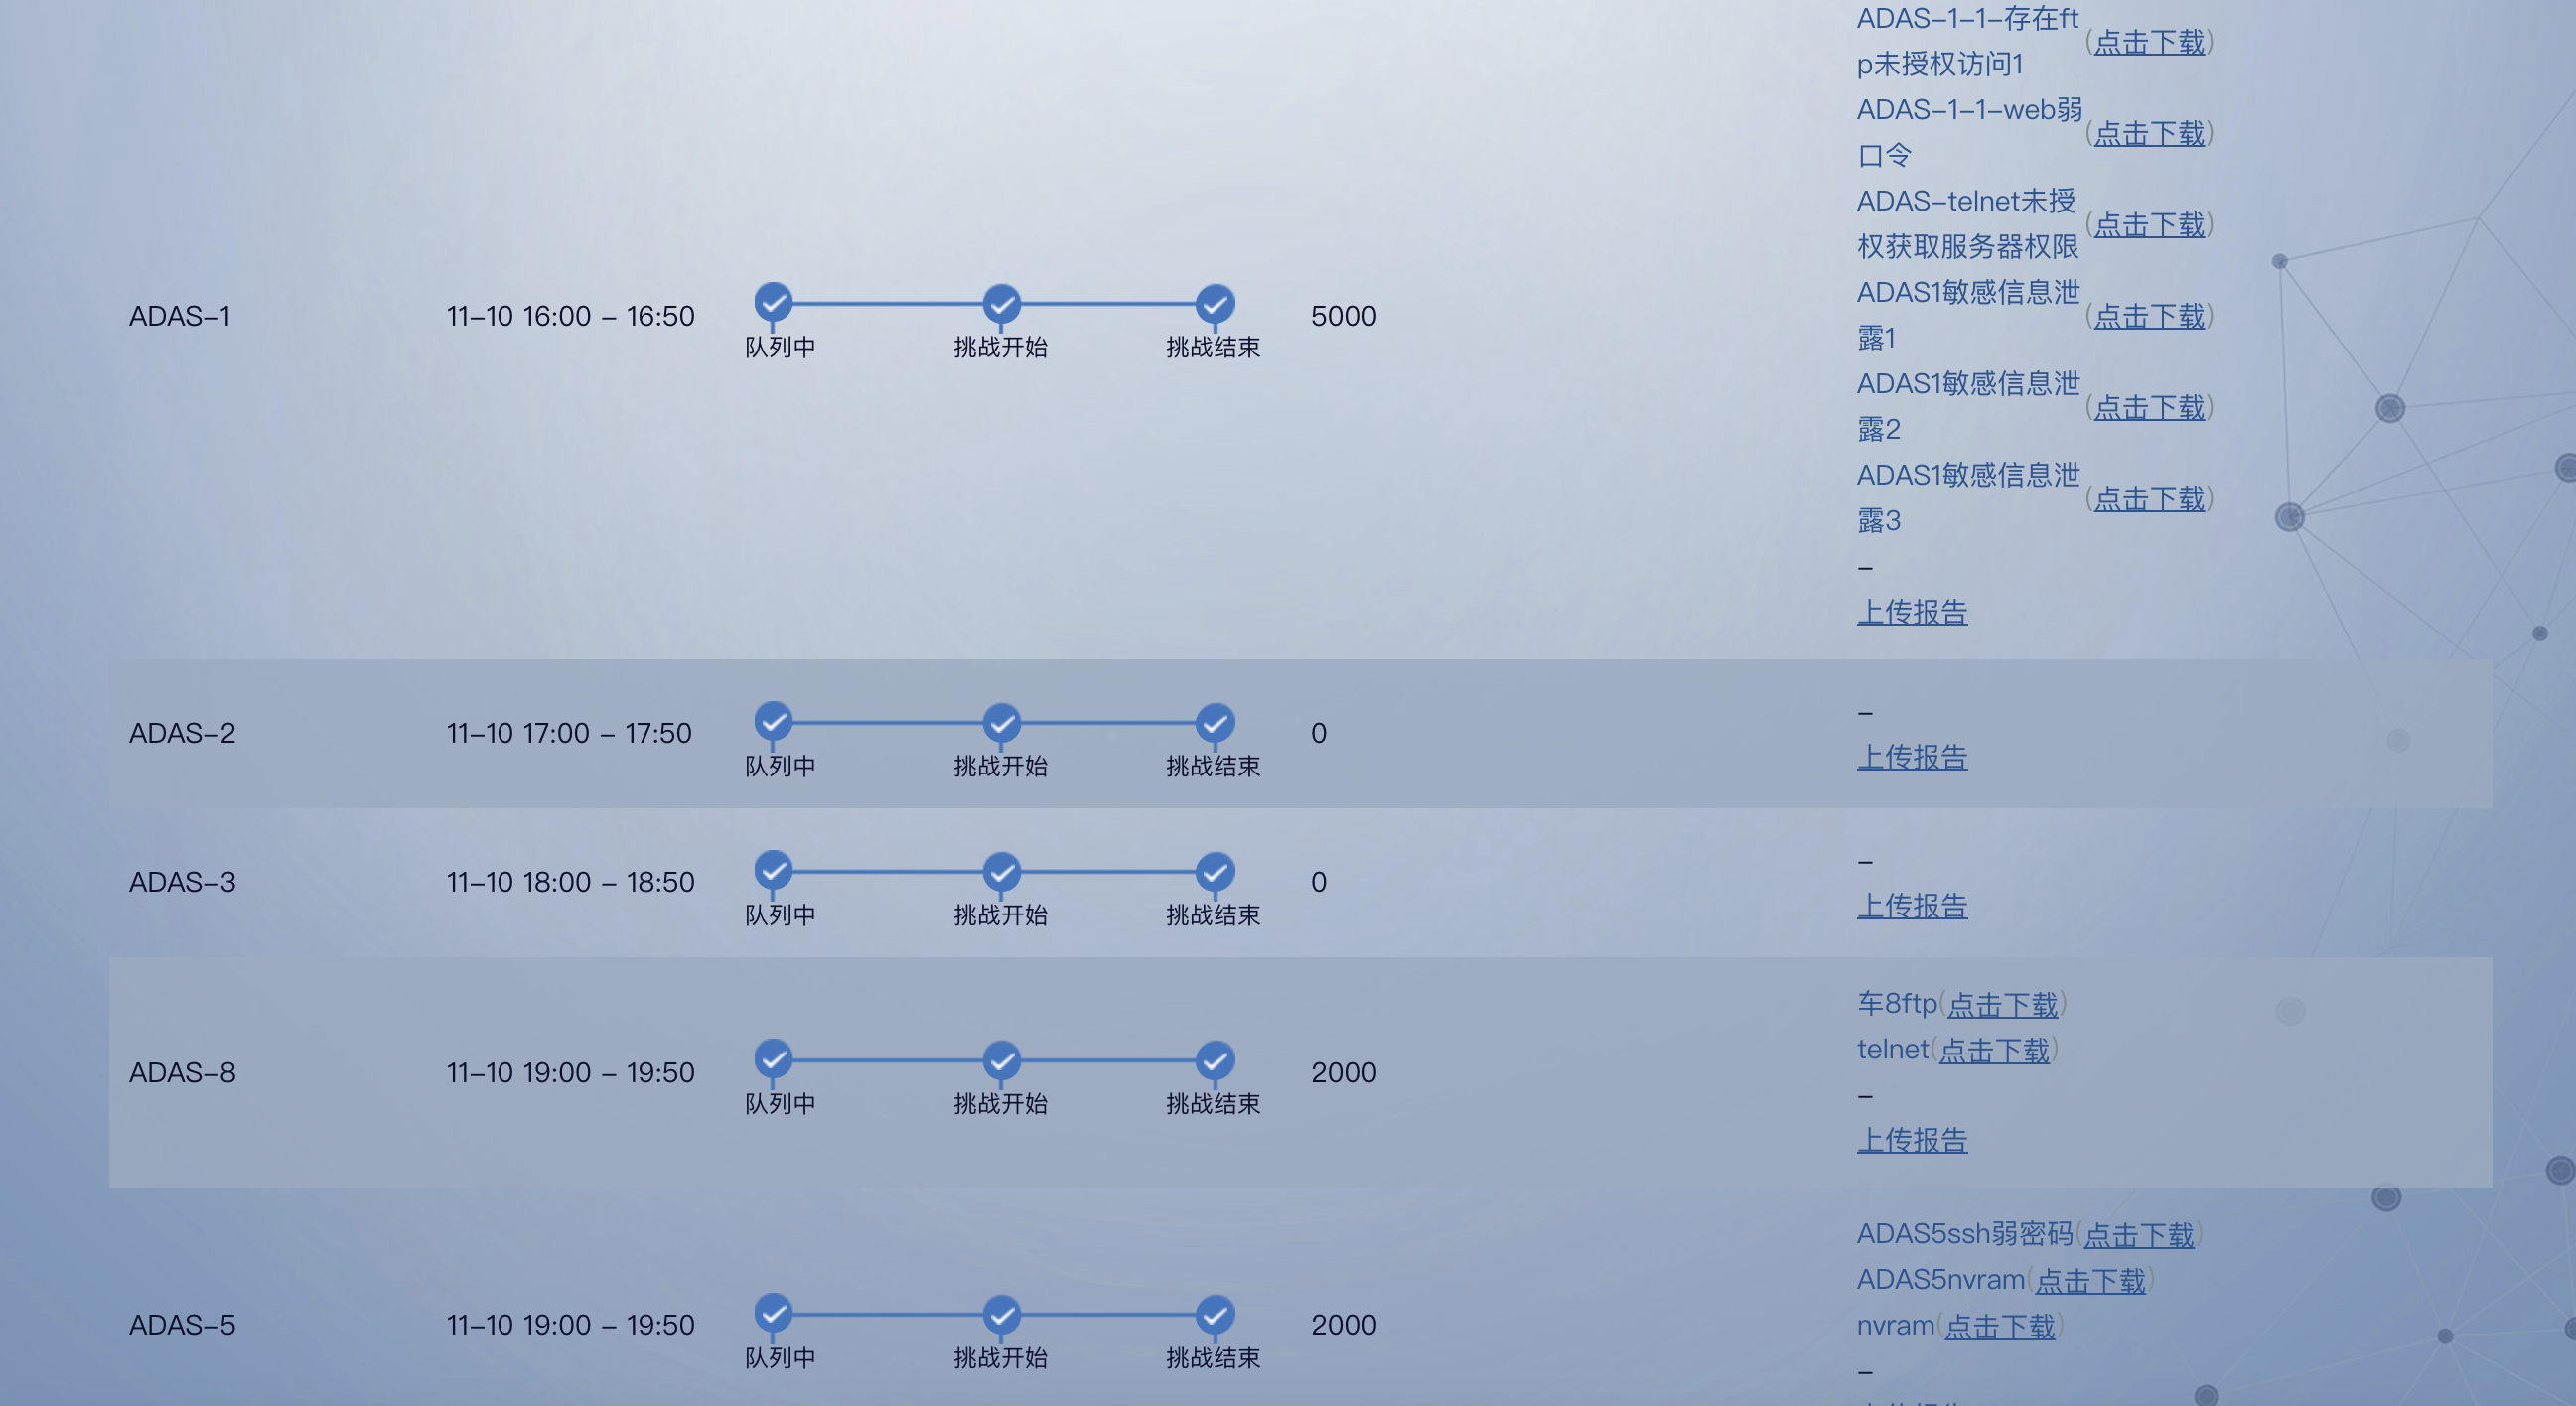 ADAS-1-1-存在ft
p未授权访问1
(点击下载)
ADAS-1-1-web弱
口令
(点击下载)
ADAS-telnet未授
权获取服务器权限
(点击下载)
ADAS1敏感信息泄
露1
(点击下载)
ADAS1敏感信息泄
露2
(点击下载)
ADAS1敏感信息泄
露3
(点击下载)
-
上传报告
ADAS-1
11-10 16:00 - 16:50
队列中
挑战开始
挑战结束
5000
ADAS-2
11-10 17:00 - 17:50
队列中
挑战开始
挑战结束
0
-
上传报告
ADAS-3
11-10 18:00 - 18:50
队列中
挑战开始
挑战结束
0
-
上传报告
ADAS-8
11-10 19:00 - 19:50
队列中
挑战开始
挑战结束
2000
车8ftp(点击下载)
telnet(点击下载)
-
上传报告
ADAS-5
11-10 19:00 - 19:50
队列中
挑战开始
挑战结束
2000
ADAS5ssh弱密码(点击下载)
ADAS5nvram(点击下载)
nvram(点击下载)
-